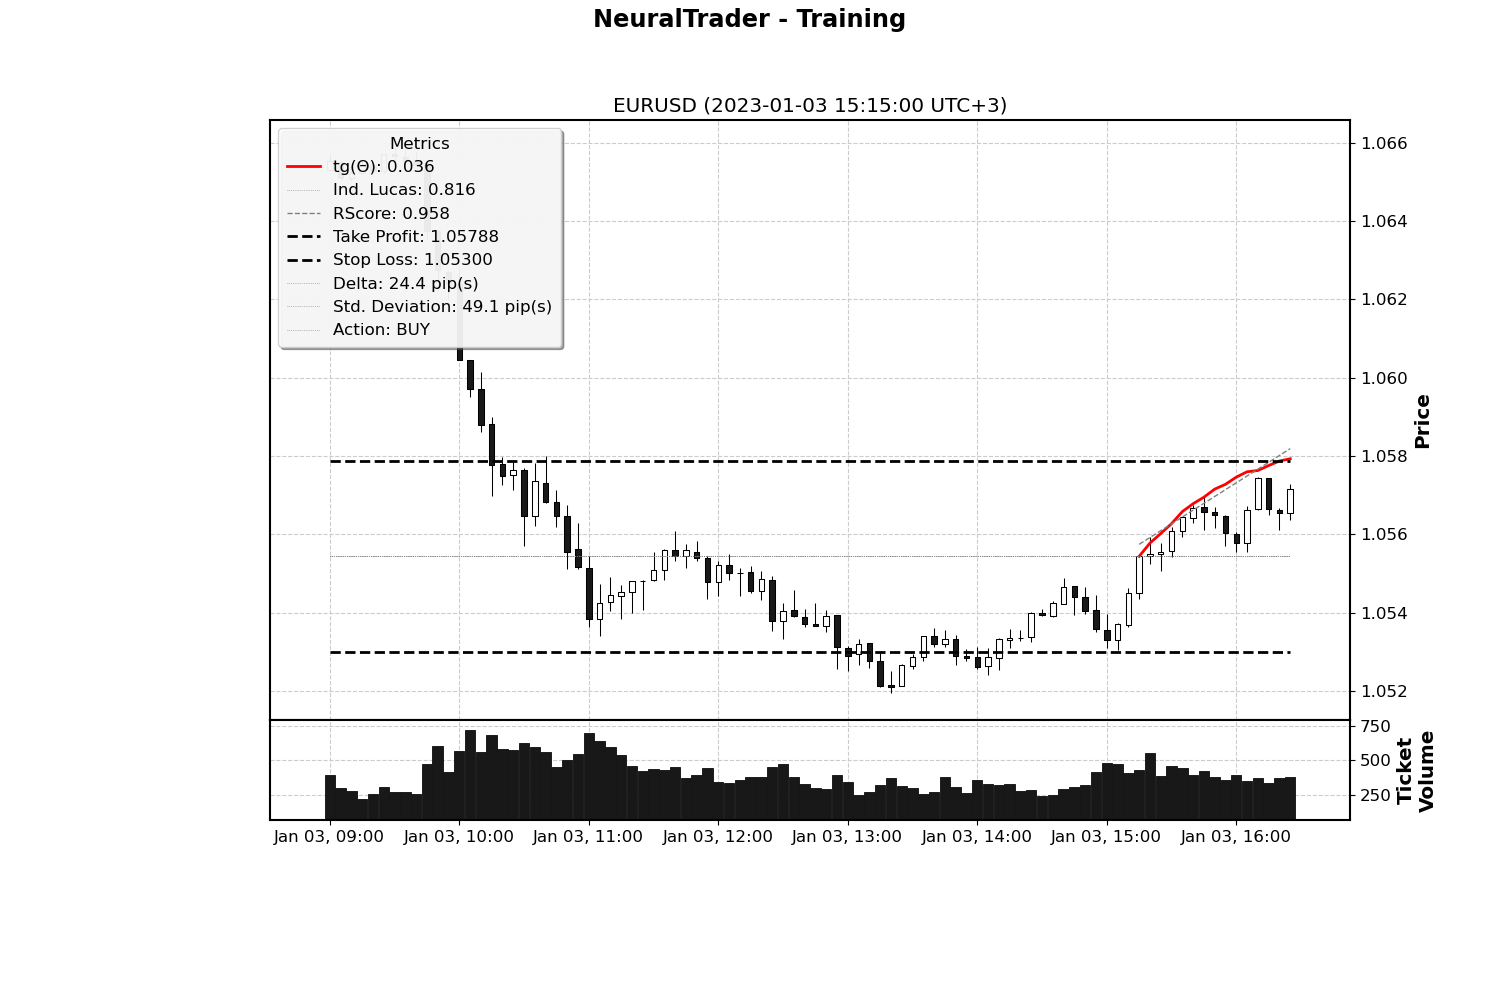 NeuralTrader - Training
EURUSD (2023-01-03 15:15:00 UTC+3)
Metrics
tg(Θ): 0.036
Ind. Lucas: 0.816
RScore: 0.958
Take Profit: 1.05788
Stop Loss: 1.05300
Delta: 24.4 pip(s)
Std. Deviation: 49.1 pip(s)
Action: BUY
1.066
1.064
1.062
1.060
1.058
1.056
1.054
1.052
Price
750
500
250
Ticket
Volume
Jan 03, 09:00
Jan 03, 10:00
Jan 03, 11:00
Jan 03, 12:00
Jan 03, 13:00
Jan 03, 14:00
Jan 03, 15:00
Jan 03, 16:00